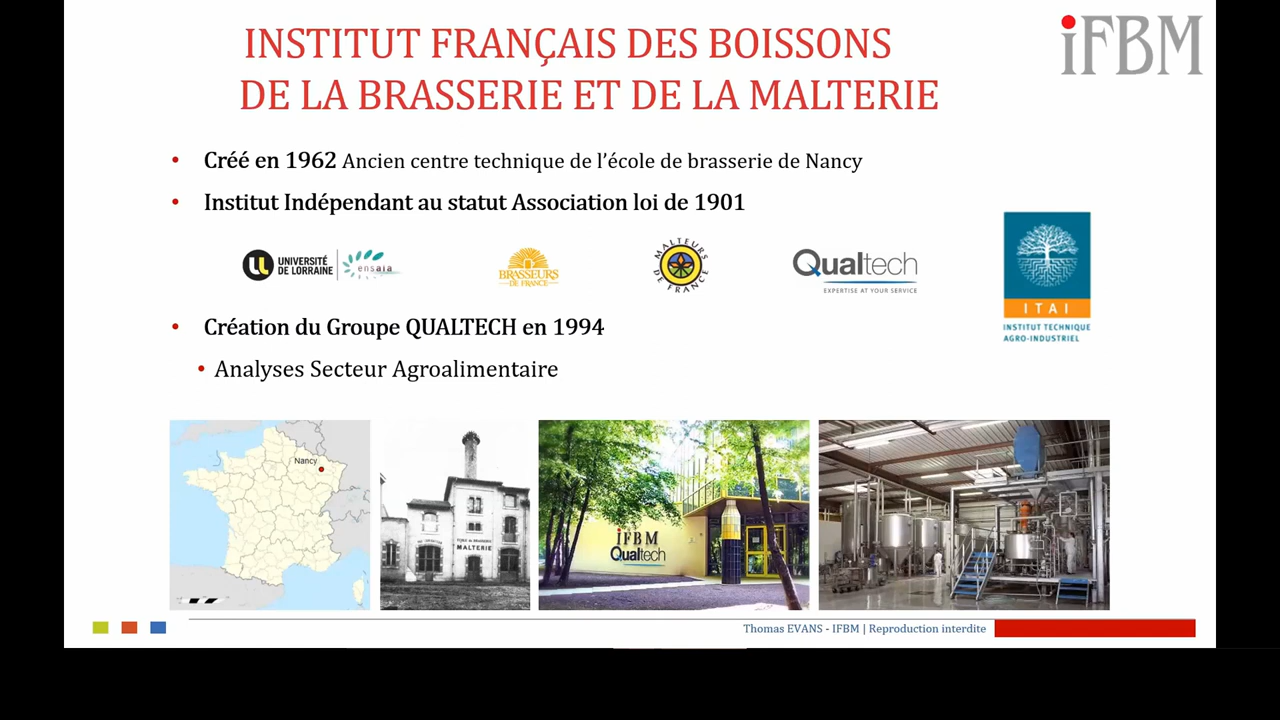 INSTITUT FRANÇAIS DES BOISSONS
DE LA BRASSERIE ET DE LA MALTERIE
iFBM
• Créé en 1962 Ancien centre technique de l'école de brasserie de Nancy
• Institut Indépendant au statut Association loi de 1901
UNIVERSITÉ
DE LORRAINE
ensaia
BRASSEURS
DE FRANCE
MALTEURS
DE FRANCE
Qualtech
EXPERTISE AT YOUR SERVICE
ITAI
INSTITUT TECHNIQUE
AGRO-INDUSTRIEL
• Création du Groupe QUALTECH en 1994
• Analyses Secteur Agroalimentaire
Nancy
MALTERIE
iFBM
Qualtech
Thomas EVANS - IFBM | Reproduction interdite